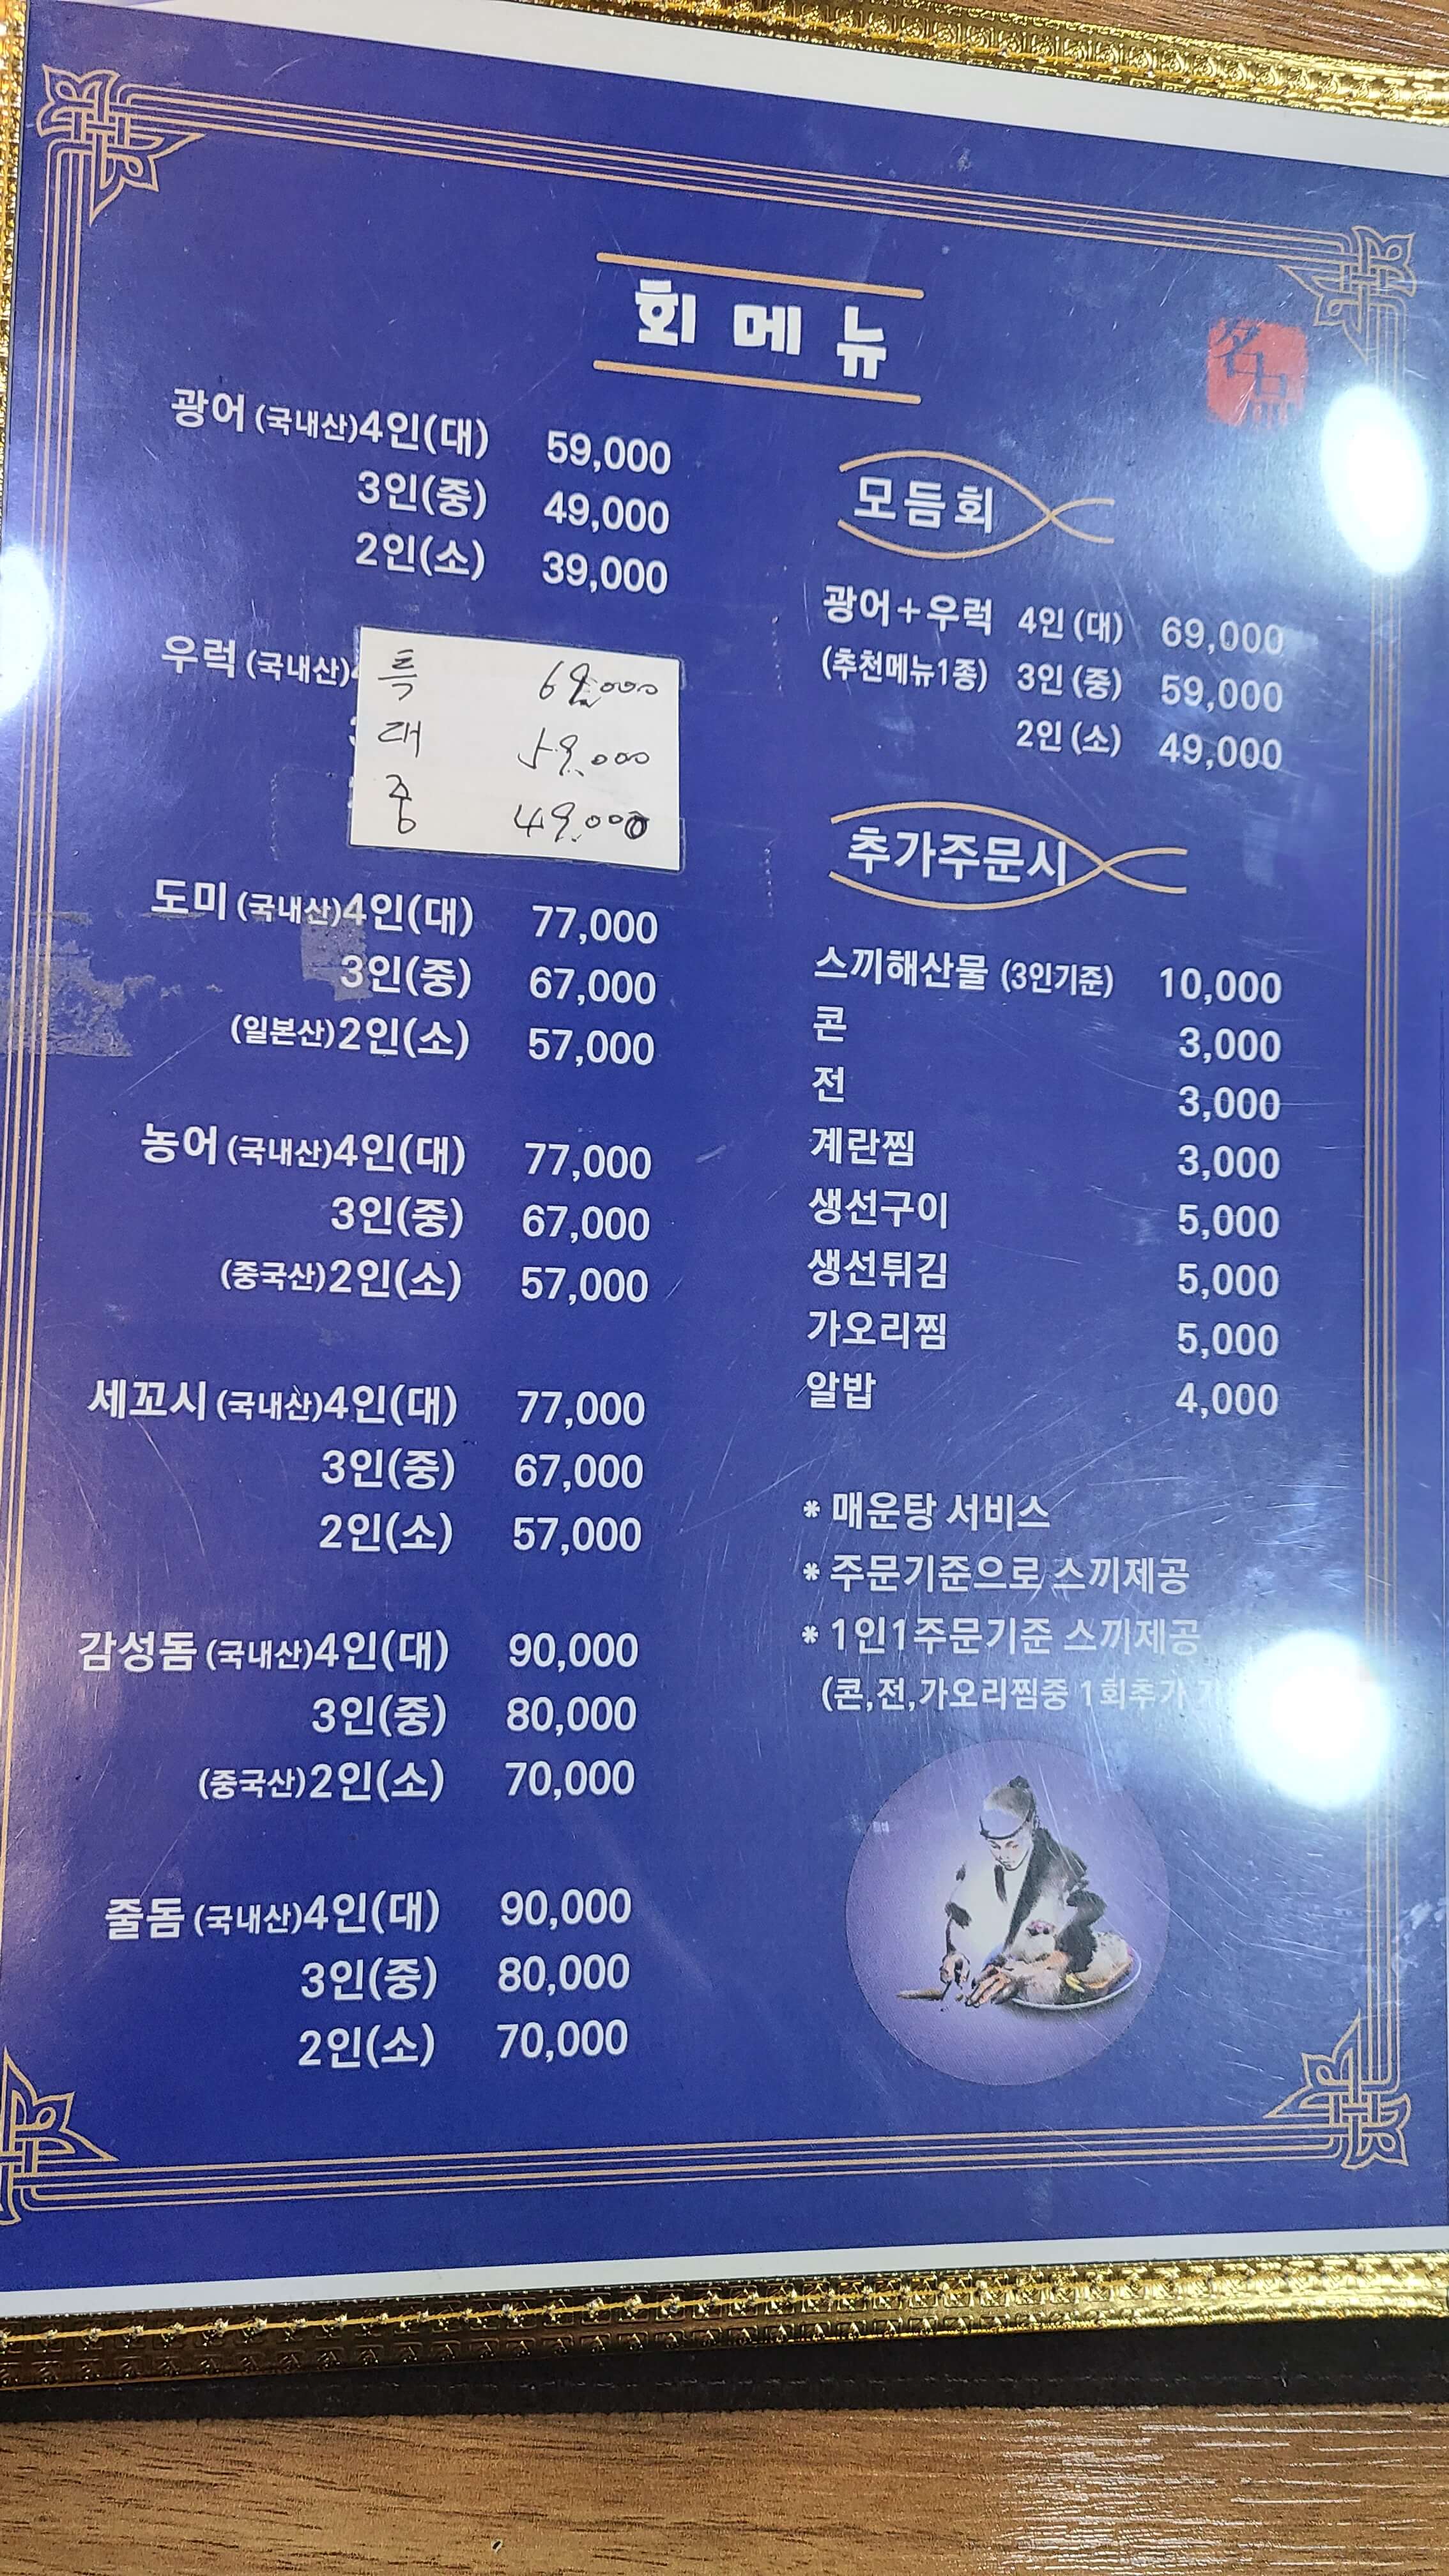 회 메뉴
광어 (국내산)4인(대) 59,000
3인(중) 49,000
2인(소) 39,000
우럭 (국내산)
특 69,000
대 59,000
중 49,000
도미 (국내산)4인(대) 77,000
3인(중) 67,000
(일본산)2인(소) 57,000
농어 (국내산)4인(대) 77,000
3인(중) 67,000
(중국산)2인(소) 57,000
세꼬시 (국내산)4인(대) 77,000
3인(중) 67,000
2인(소) 57,000
감성돔 (국내산)4인(대) 90,000
3인(중) 80,000
(중국산)2인(소) 70,000
줄돔 (국내산)4인(대) 90,000
3인(중) 80,000
2인(소) 70,000
모듬회
광어+우럭 4인 (대) 69,000
(추천메뉴1종) 3인 (중) 59,000
2인 (소) 49,000
추가주문시
스끼해산물 (3인기준) 10,000
콘 3,000
전 3,000
계란찜 3,000
생선구이 5,000
생선튀김 5,000
가오리찜 5,000
알밥 4,000
* 매운탕 서비스
* 주문기준으로 스끼제공
* 1인1주문기준 스끼제공
(콘,전,가오리찜중 1회추가